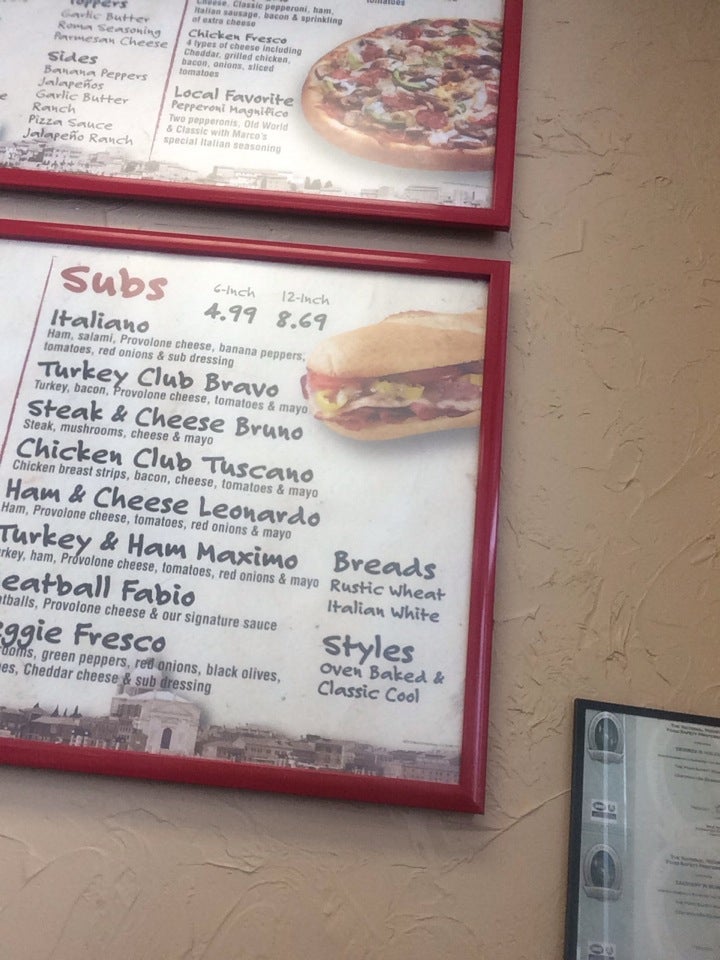 Toppers
Garlic Butter
Roma Seasoning
Parmesan Cheese
Sides
Banana Peppers
Jalapeños
Garlic Butter
Ranch
Pizza Sauce
Jalapeño Ranch
Cheese, Classic pepperoni, ham,
Italian sausage, bacon & sprinkling
of extra cheese
Chicken Fresco
4 types of cheese including
Cheddar, grilled chicken,
bacon, onions, sliced
tomatoes
Local Favorite
Pepperoni Magnifico
Two pepperonis, Old World
& Classic with Marco's
special Italian seasoning
tomatoes
Subs
6-Inch 12-Inch
4.99 8.69
Italiano
Ham, salami, Provolone cheese, banana peppers,
tomatoes, red onions & sub dressing
Turkey Club Bravo
Turkey, bacon, Provolone cheese, tomatoes & mayo
Steak & Cheese Bruno
Steak, mushrooms, cheese & mayo
Chicken Club Tuscano
Chicken breast strips, bacon, cheese, tomatoes & mayo
Ham & Cheese Leonardo
Ham, Provolone cheese, tomatoes, red onions & mayo
Turkey & Ham Maximo
rkey, ham, Provolone cheese, tomatoes, red onions & mayo
eatball Fabio
atballs, Provolone cheese & our signature sauce
eggie Fresco
ooms, green peppers, red onions, black olives,
es, Cheddar cheese & sub dressing
Breads
Rustic Wheat
Italian White
Styles
Oven Baked &
Classic Cool